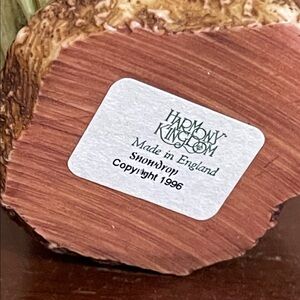 HARMONY
KINGDOM
Made in England
Snowdrop
Copyright 1996